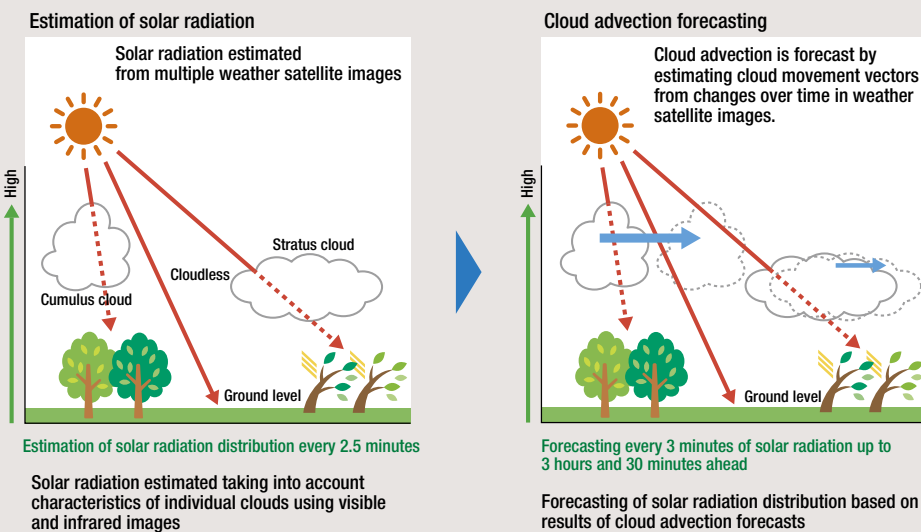 Estimation of solar radiation
Solar radiation estimated
from multiple weather satellite images
High
Cumulus cloud
Cloudless
Stratus cloud
Ground level
Estimation of solar radiation distribution every 2.5 minutes
Solar radiation estimated taking into account
characteristics of individual clouds using visible
and infrared images
Cloud advection forecasting
Cloud advection is forecast by
estimating cloud movement vectors
from changes over time in weather
satellite images.
High
Ground level
Forecasting every 3 minutes of solar radiation up to
3 hours and 30 minutes ahead
Forecasting of solar radiation distribution based on
results of cloud advection forecasts